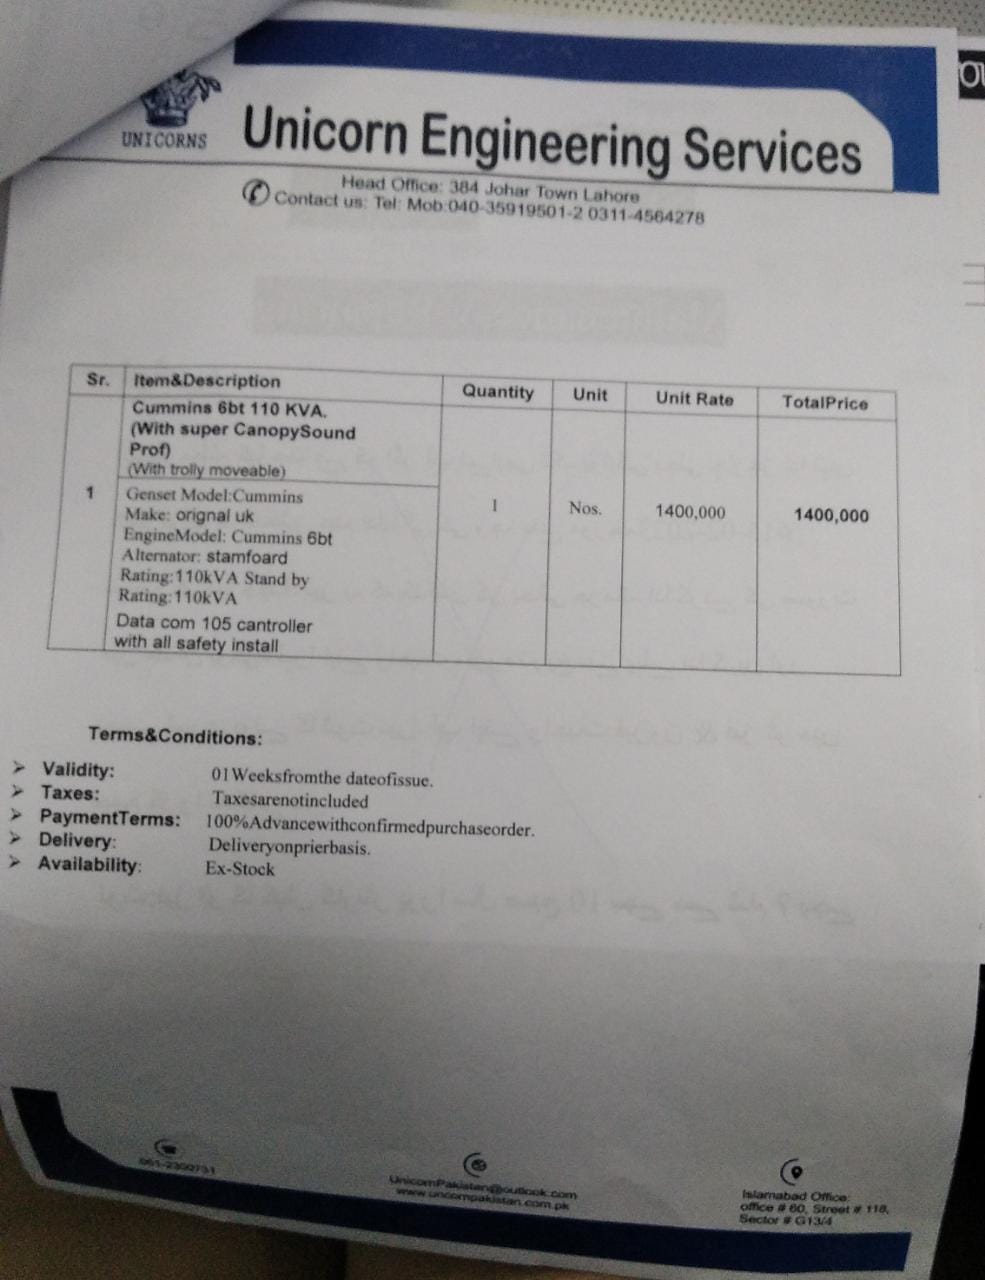 UNICORNS
Unicorn Engineering Services
Head Office: 384 Johar Town Lahore
Contact us: Tel: Mob:040-35919501-2 0311-4564278
Sr. Item&Description Quantity Unit Unit Rate TotalPrice
Cummins 6bt 110 KVA.
(With super CanopySound
Prof)
(With trolly moveable)
1 Genset Model:Cummins 1 Nos. 1400,000 1400,000
Make: orignal uk
EngineModel: Cummins 6bt
Alternator: stamfoard
Rating:110kVA Stand by
Rating:110kVA
Data com 105 cantroller
with all safety install
Terms&Conditions:
➢ Validity: 01Weeksfromthe dateofissue.
➢ Taxes: Taxesarenotincluded
➢ PaymentTerms: 100%Advancewithconfirmedpurchaseorder.
➢ Delivery: Deliveryonprierbasis.
➢ Availability: Ex-Stock
UnicornPakistan@outlook.com
www.unicornpakistan.com.pk
Islamabad Office:
office # 60, Street # 118,
Sector # G13/4